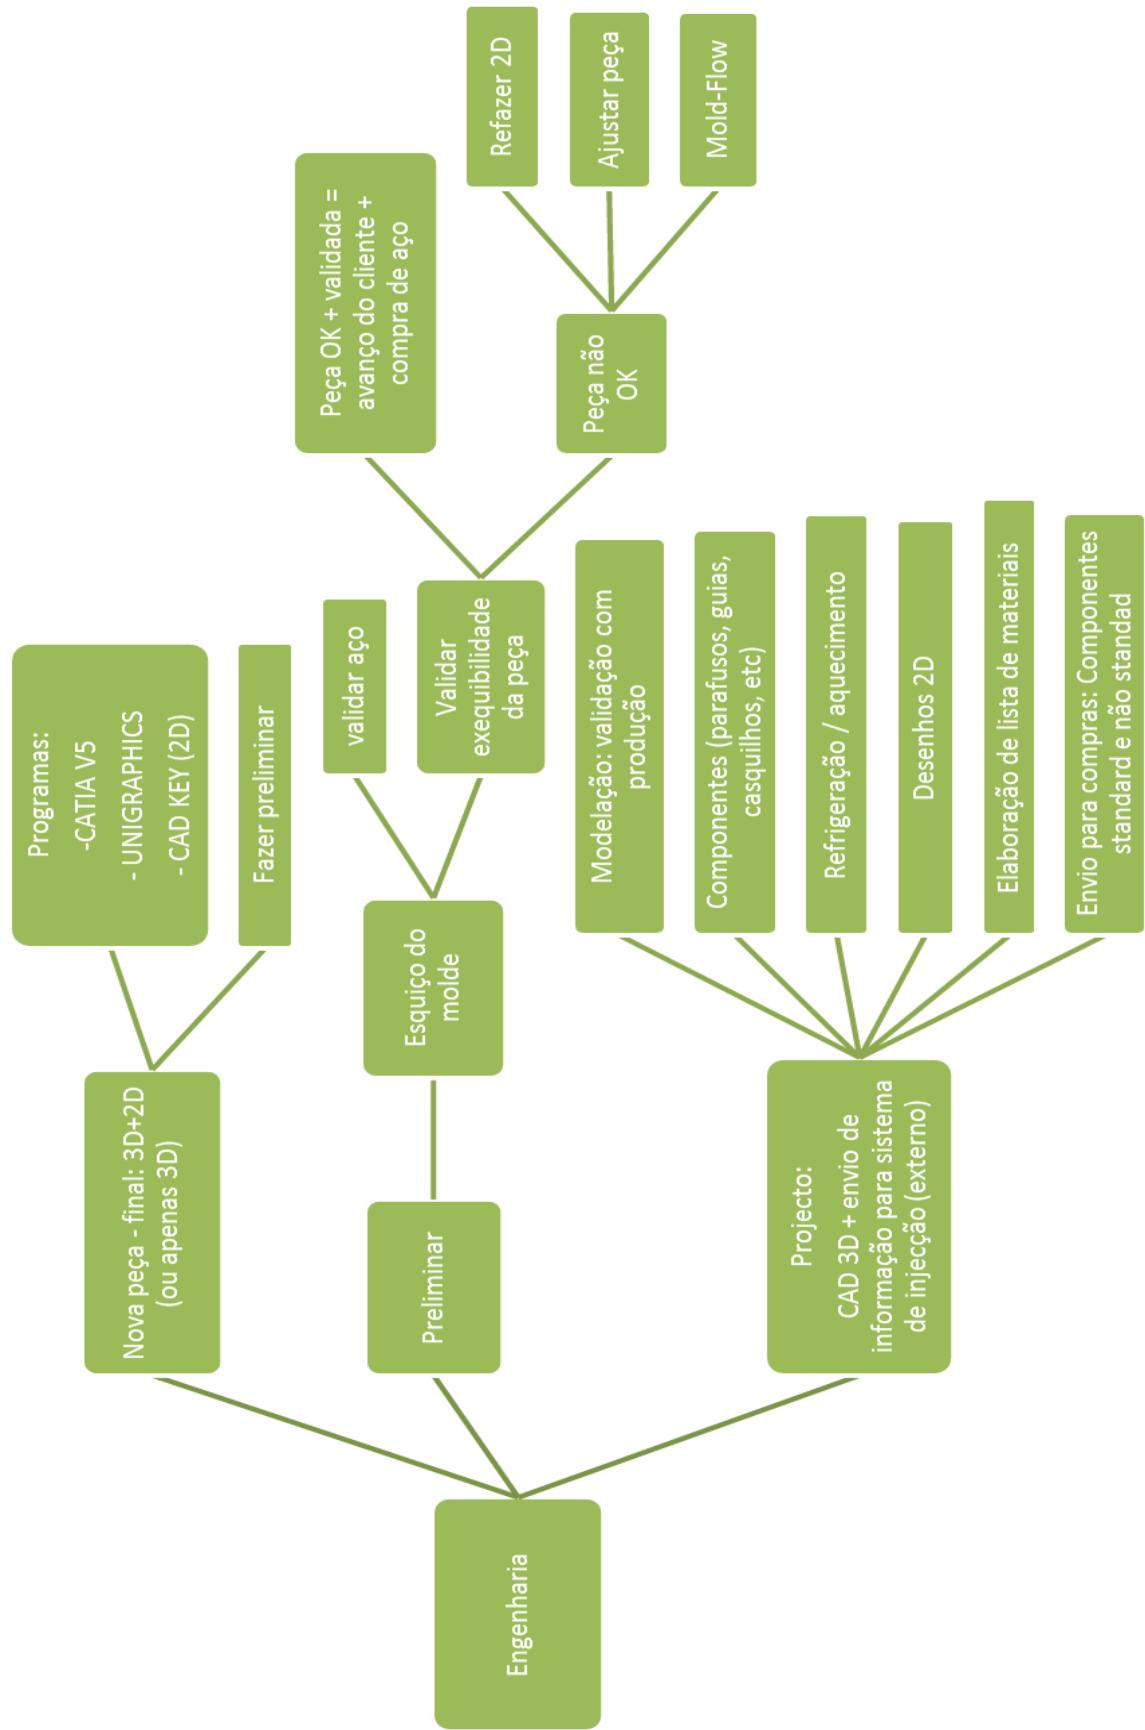 Engenharia
Nova peça - final: 3D+2D
(ou apenas 3D)
Programas:
-CATIA V5
- UNIGRAPHICS
- CAD KEY (2D)
Fazer preliminar
Preliminar
Esquiço do
molde
validar aço
Validar
exequibilidade
da peça
Peça OK + validada =
avanço do cliente +
compra de aço
Peça não
OK
Refazer 2D
Ajustar peça
Mold-Flow
Projecto:
CAD 3D + envio de
informação para sistema
de injecção (externo)
Modelação: validação com
produção
Componentes (parafusos, guias,
casquilhos, etc)
Refrigeração / aquecimento
Desenhos 2D
Elaboração de lista de materiais
Envio para compras: Componentes
standard e não standad